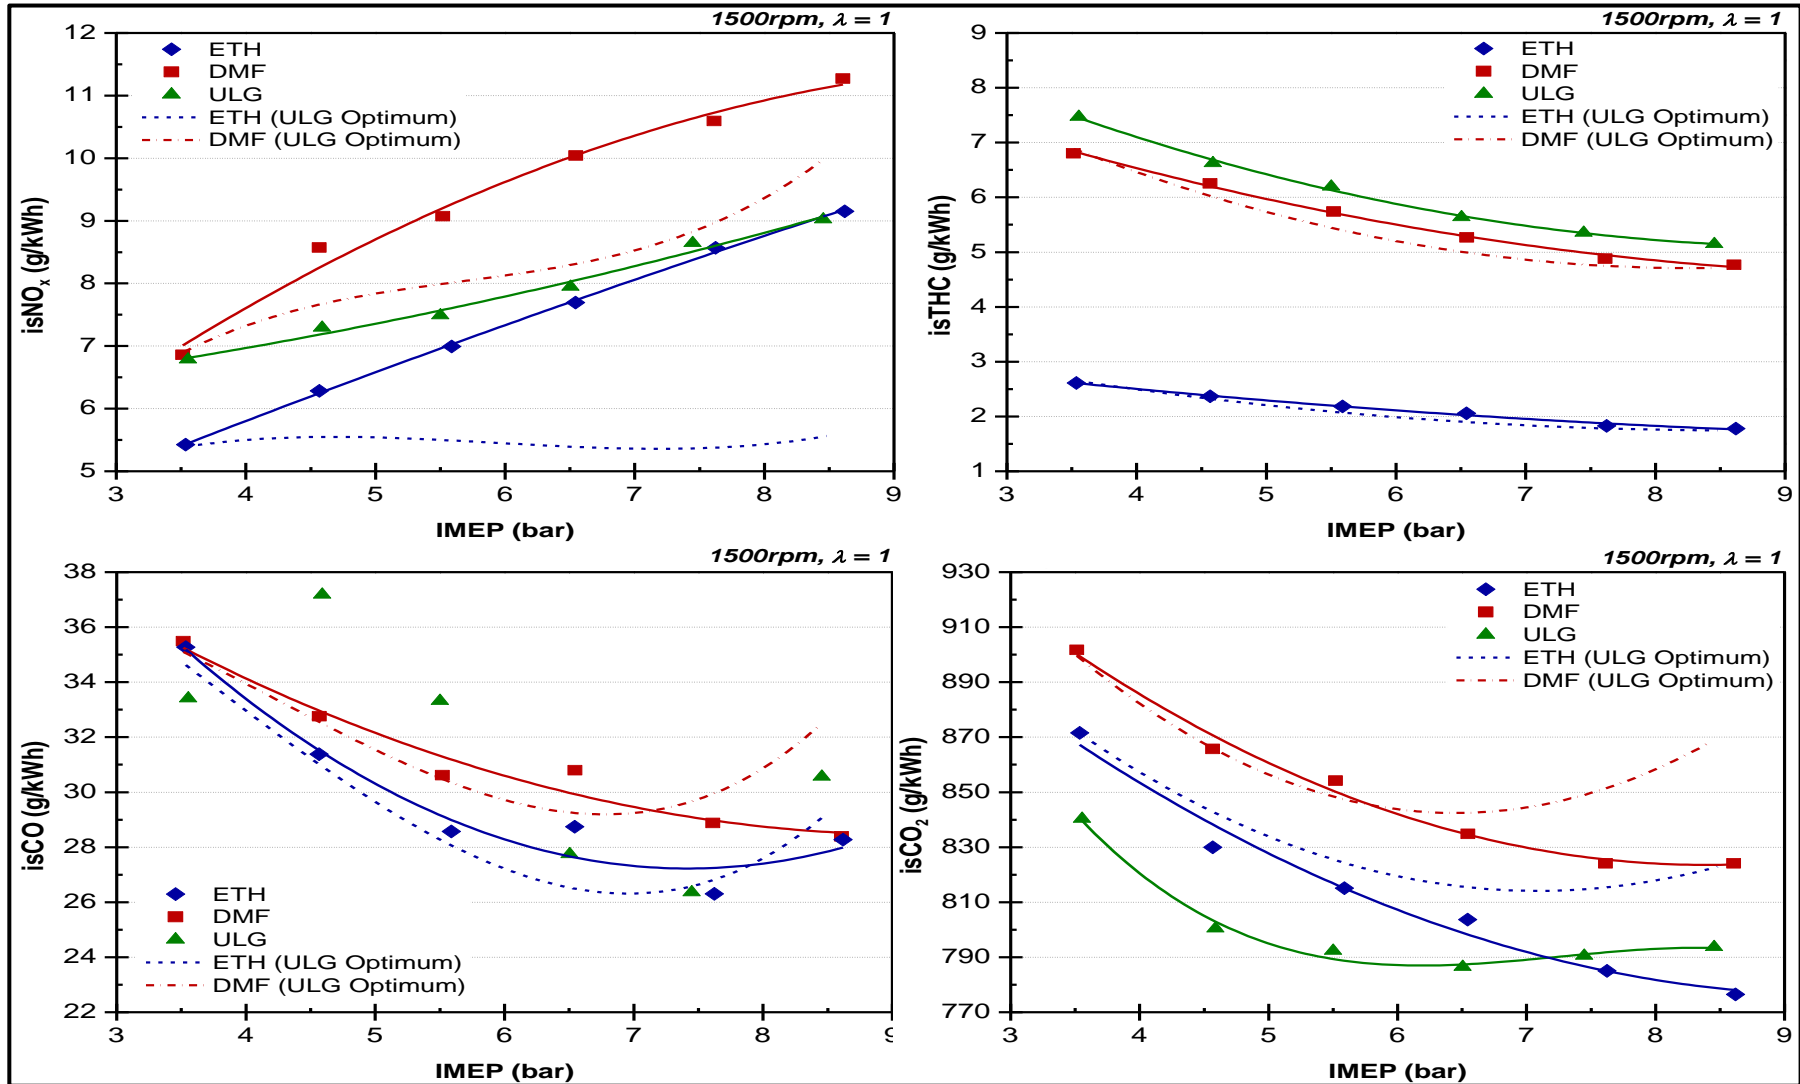 1500rpm, λ = 1
12
11
10
9
8
7
6
5
isNOx (g/kWh)
ETH
DMF
ULG
ETH (ULG Optimum)
DMF (ULG Optimum)
3 4 5 6 7 8 9
IMEP (bar)
1500rpm, λ = 1
9
8
7
6
5
4
3
2
1
isTHC (g/kWh)
ETH
DMF
ULG
ETH (ULG Optimum)
DMF (ULG Optimum)
3 4 5 6 7 8 9
IMEP (bar)
1500rpm, λ = 1
38
36
34
32
30
28
26
24
22
isCO (g/kWh)
ETH
DMF
ULG
ETH (ULG Optimum)
DMF (ULG Optimum)
3 4 5 6 7 8 9
IMEP (bar)
1500rpm, λ = 1
930
910
890
870
850
830
810
790
770
isCO2 (g/kWh)
ETH
DMF
ULG
ETH (ULG Optimum)
DMF (ULG Optimum)
3 4 5 6 7 8 9
IMEP (bar)